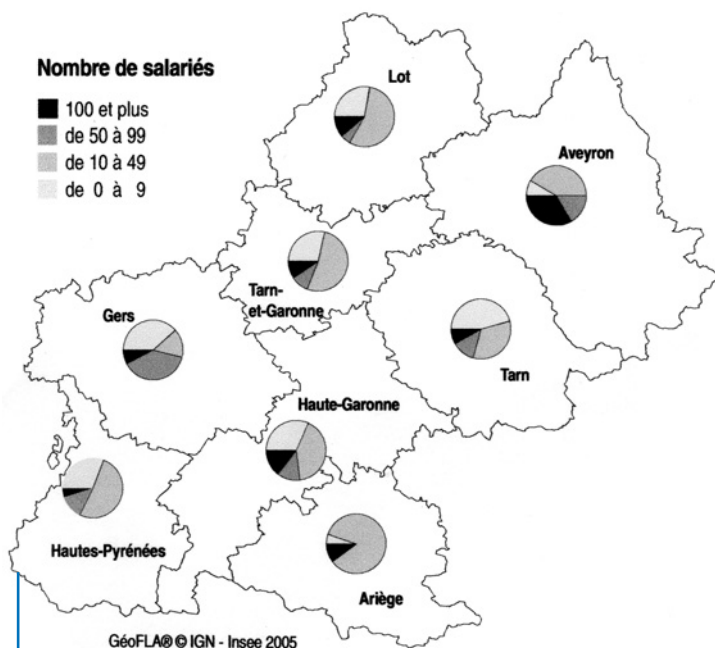 Nombre de salariés
100 et plus
de 50 à 99
de 10 à 49
de 0 à 9
Lot
Aveyron
Tarn-
et-Garonne
Gers
Tarn
Haute-Garonne
Hautes-Pyrénées
Ariège
GéoFLA® © IGN - Insee 2005